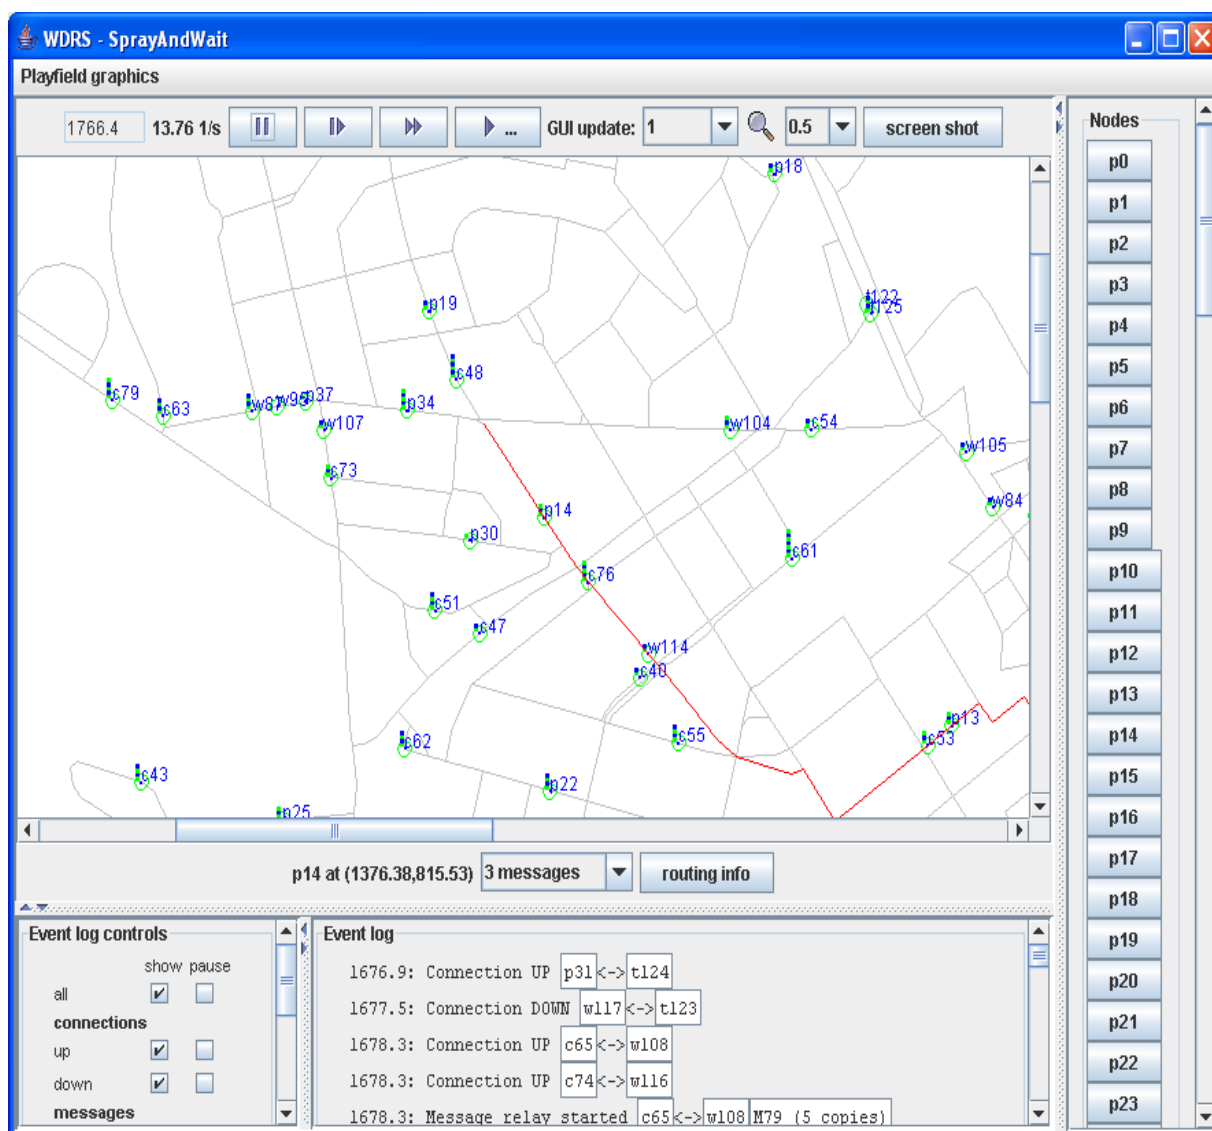 WDRS - SprayAndWait
Playfield graphics
1766.4 13.76 1/s ... GUI update: 1 0.5 screen shot
Nodes
p0
p1
p2
p3
p4
p5
p6
p7
p8
p9
p10
p11
p12
p13
p14
p15
p16
p17
p18
p19
p20
p21
p22
p23
p18
t122
t125
p19
c48
c79
c63
w87
w95
p37
p34
w107
w104
c54
w105
c73
w84
p14
p30
c61
c76
c51
c47
w114
c40
p13
c53
c55
c62
c43
p22
p25
p14 at (1376.38,815.53) 3 messages routing info
Event log controls
show pause
all
connections
up
down
messages
Event log
1676.9: Connection UP p31<->t124
1677.5: Connection DOWN w117<->t123
1678.3: Connection UP c65<->w108
1678.3: Connection UP c74<->w116
1678.3: Message relay started c65<->w108 M79 (5 copies)